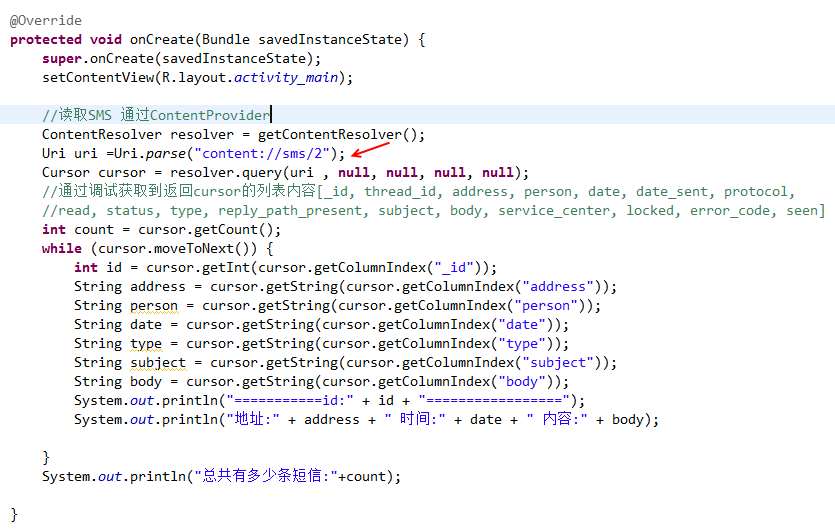 @Override
protected void onCreate(Bundle savedInstanceState) {
super.onCreate(savedInstanceState);
setContentView(R.layout.activity_main);
//读取SMS 通过ContentProvider
ContentResolver resolver = getContentResolver();
Uri uri =Uri.parse("content://sms/2");
Cursor cursor = resolver.query(uri , null, null, null, null);
//通过调试获取到返回cursor的列表内容[_id, thread_id, address, person, date, date_sent, protocol,
//read, status, type, reply_path_present, subject, body, service_center, locked, error_code, seen]
int count = cursor.getCount();
while (cursor.moveToNext()) {
int id = cursor.getInt(cursor.getColumnIndex("_id"));
String address = cursor.getString(cursor.getColumnIndex("address"));
String person = cursor.getString(cursor.getColumnIndex("person"));
String date = cursor.getString(cursor.getColumnIndex("date"));
String type = cursor.getString(cursor.getColumnIndex("type"));
String subject = cursor.getString(cursor.getColumnIndex("subject"));
String body = cursor.getString(cursor.getColumnIndex("body"));
System.out.println("===========id:" + id + "=================");
System.out.println("地址:" + address + " 时间:" + date + " 内容:" + body);
}
System.out.println("总共有多少条短信:"+count);
}